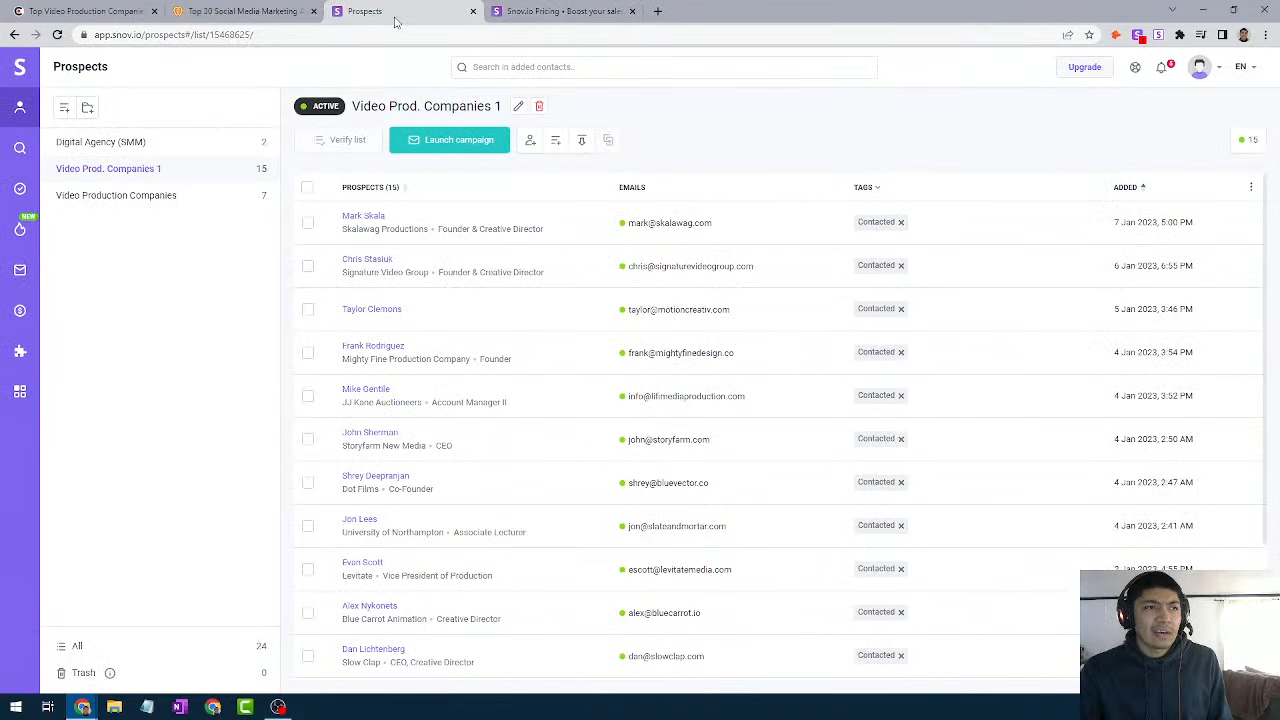 Top Video Production Companies
Top 30 Social Media Marketing A
Prospects
Snov.io Pricing • Boost your sales
app.snov.io/prospects#/list/15468625/
S
Prospects
Search in added contacts..
Upgrade
6
EN
ACTIVE
Video Prod. Companies 1
Digital Agency (SMM) 2
Verify list
Launch campaign
15
Video Prod. Companies 1 15
Video Production Companies 7
NEW
PROSPECTS (15) EMAILS TAGS ADDED
Mark Skala
Skalawag Productions • Founder & Creative Director
mark@skalawag.com
Contacted
7 Jan 2023, 5:00 PM
Chris Stasiuk
Signature Video Group • Founder & Creative Director
chris@signaturevideogroup.com
Contacted
6 Jan 2023, 6:55 PM
Taylor Clemons
taylor@motioncreativ.com
Contacted
5 Jan 2023, 3:46 PM
Frank Rodriguez
Mighty Fine Production Company • Founder
frank@mightyfinedesign.co
Contacted
4 Jan 2023, 3:54 PM
Mike Gentile
JJ Kane Auctioneers • Account Manager II
info@lifimediaproduction.com
Contacted
4 Jan 2023, 3:52 PM
John Sherman
Storyfarm New Media • CEO
john@storyfarm.com
Contacted
4 Jan 2023, 2:50 AM
Shrey Deepranjan
Dot Films • Co-Founder
shrey@bluevector.co
Contacted
4 Jan 2023, 2:47 AM
Jon Lees
University of Northampton • Associate Lecturer
jon@slateandmortar.com
Contacted
4 Jan 2023, 2:41 AM
Evan Scott
Levitate • Vice President of Production
escott@levitatemedia.com
Contacted
Alex Nykonets
Blue Carrot Animation • Creative Director
alex@bluecarrot.io
Contacted
Dan Lichtenberg
Slow Clap • CEO, Creative Director
dan@slowclap.com
Contacted
All 24
Trash 0